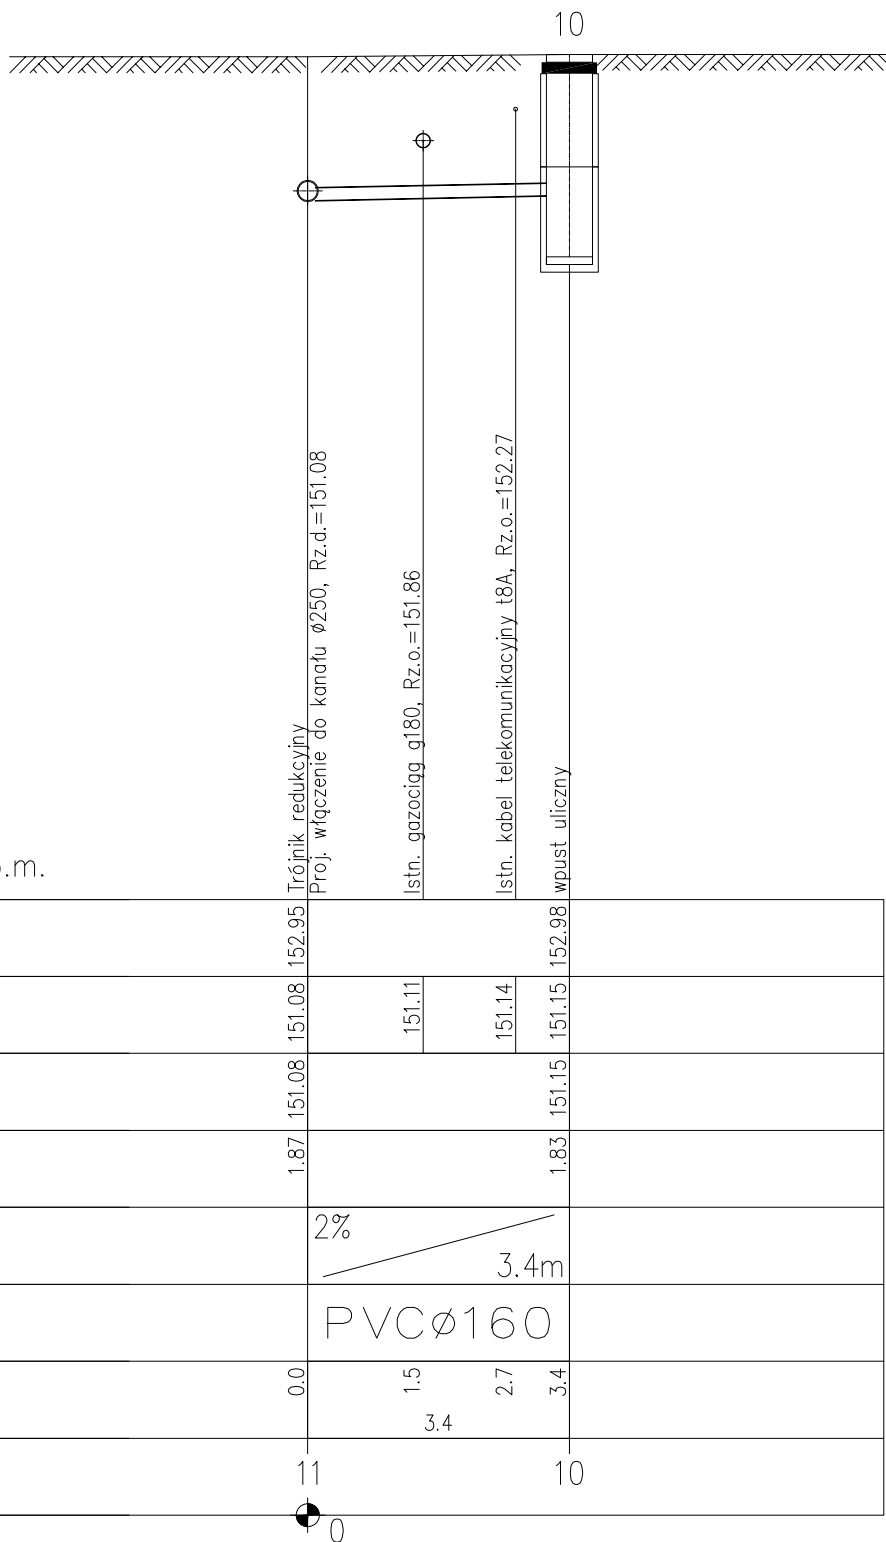 10
Trójnik redukcyjny
Proj. włączenie do kanału ø250, Rz.d.=151.08
Istn. gazociąg g180, Rz.o.=151.86
Istn. kabel telekomunikacyjny t8A, Rz.o.=152.27
wpust uliczny
.m.
152.95 152.98
151.08 151.11 151.14 151.15
151.08 151.15
1.87 1.83
2%
3.4m
PVCø160
0.0 1.5 2.7 3.4
3.4
11 10
0